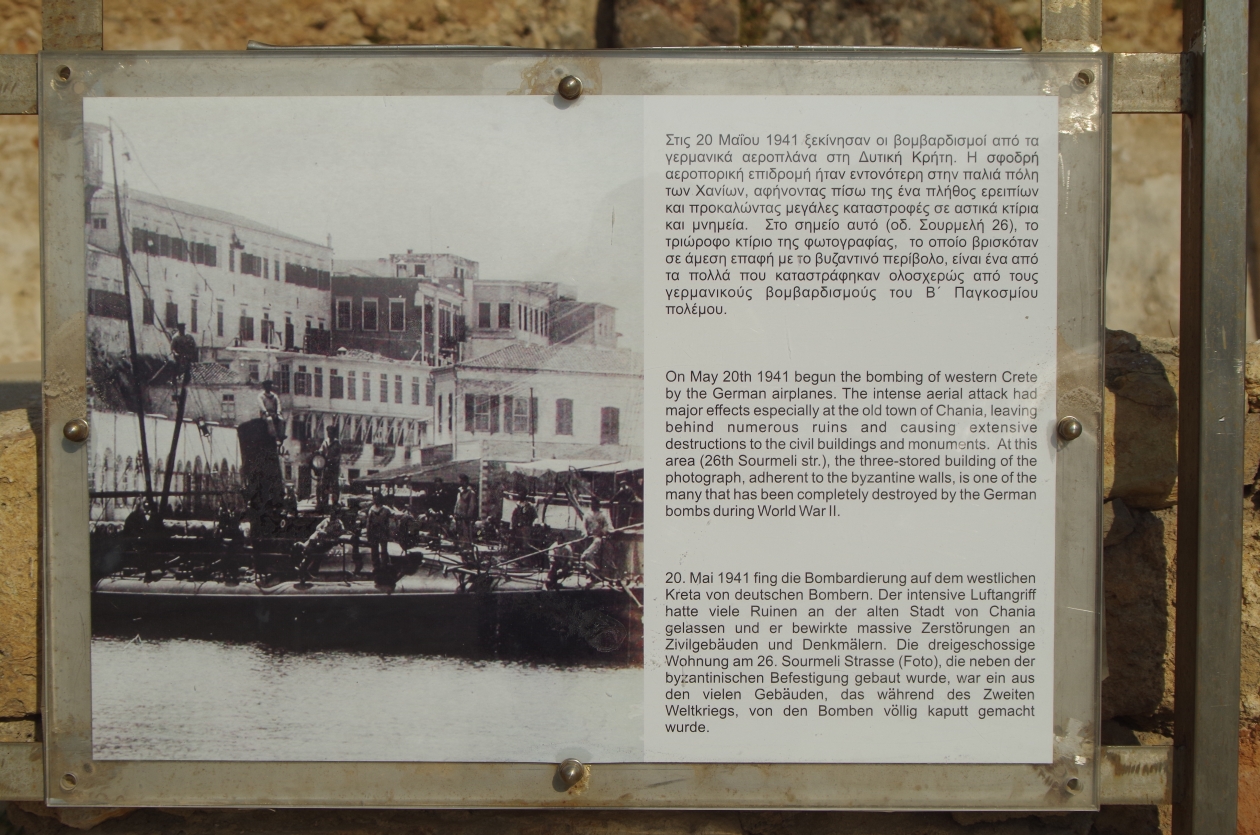 Στις 20 Μαΐου 1941 ξεκίνησαν οι βομβαρδισμοί από τα
γερμανικά αεροπλάνα στη Δυτική Κρήτη. Η σφοδρή
αεροπορική επιδρομή ήταν εντονότερη στην παλιά πόλη
των Χανίων, αφήνοντας πίσω της ένα πλήθος ερειπίων
και προκαλώντας μεγάλες καταστροφές σε αστικά κτίρια
και μνημεία. Στο σημείο αυτό (οδ. Σουρμελή 26), το
τριώροφο κτίριο της φωτογραφίας, το οποίο βρισκόταν
σε άμεση επαφή με το βυζαντινό περίβολο, είναι ένα από
τα πολλά που καταστράφηκαν ολοσχερώς από τους
γερμανικούς βομβαρδισμούς του Β΄ Παγκοσμίου
πολέμου.
On May 20th 1941 begun the bombing of western Crete
by the German airplanes. The intense aerial attack had
major effects especially at the old town of Chania, leaving
behind numerous ruins and causing extensive
destructions to the civil buildings and monuments. At this
area (26th Sourmeli str.), the three-stored building of the
photograph, adherent to the byzantine walls, is one of the
many that has been completely destroyed by the German
bombs during World War II.
20. Mai 1941 fing die Bombardierung auf dem westlichen
Kreta von deutschen Bombern. Der intensive Luftangriff
hatte viele Ruinen an der alten Stadt von Chania
gelassen und er bewirkte massive Zerstörungen an
Zivilgebäuden und Denkmälern. Die dreigeschossige
Wohnung am 26. Sourmeli Strasse (Foto), die neben der
byzantinischen Befestigung gebaut wurde, war ein aus
den vielen Gebäuden, das während des Zweiten
Weltkriegs, von den Bomben völlig kaputt gemacht
wurde.